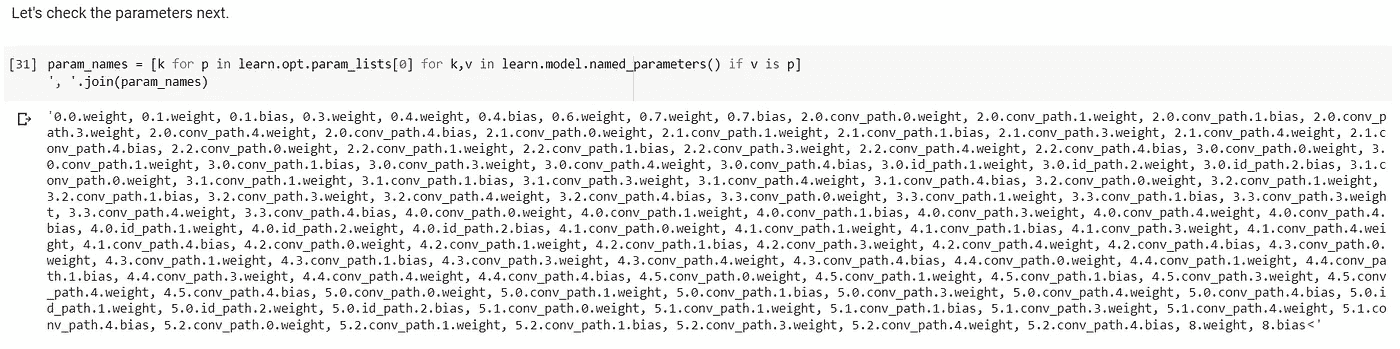 Let's check the parameters next.
[31] param_names = [k for p in learn.opt.param_lists[0] for k,v in learn.model.named_parameters() if v is p]
', '.join(param_names)
'0.0.weight, 0.1.weight, 0.1.bias, 0.3.weight, 0.4.weight, 0.4.bias, 0.6.weight, 0.7.weight, 0.7.bias, 2.0.conv_path.0.weight, 2.0.conv_path.1.weight, 2.0.conv_path.1.bias, 2.0.conv_p
ath.3.weight, 2.0.conv_path.4.weight, 2.0.conv_path.4.bias, 2.1.conv_path.0.weight, 2.1.conv_path.1.weight, 2.1.conv_path.1.bias, 2.1.conv_path.3.weight, 2.1.conv_path.4.weight, 2.1.c
onv_path.4.bias, 2.2.conv_path.0.weight, 2.2.conv_path.1.weight, 2.2.conv_path.1.bias, 2.2.conv_path.3.weight, 2.2.conv_path.4.weight, 2.2.conv_path.4.bias, 3.0.conv_path.0.weight, 3.
0.conv_path.1.weight, 3.0.conv_path.1.bias, 3.0.conv_path.3.weight, 3.0.conv_path.4.weight, 3.0.conv_path.4.bias, 3.0.id_path.1.weight, 3.0.id_path.2.weight, 3.0.id_path.2.bias, 3.1.c
onv_path.0.weight, 3.1.conv_path.1.weight, 3.1.conv_path.1.bias, 3.1.conv_path.3.weight, 3.1.conv_path.4.weight, 3.1.conv_path.4.bias, 3.2.conv_path.0.weight, 3.2.conv_path.1.weight,
3.2.conv_path.1.bias, 3.2.conv_path.3.weight, 3.2.conv_path.4.weight, 3.2.conv_path.4.bias, 3.3.conv_path.0.weight, 3.3.conv_path.1.weight, 3.3.conv_path.1.bias, 3.3.conv_path.3.weigh
t, 3.3.conv_path.4.weight, 3.3.conv_path.4.bias, 4.0.conv_path.0.weight, 4.0.conv_path.1.weight, 4.0.conv_path.1.bias, 4.0.conv_path.3.weight, 4.0.conv_path.4.weight, 4.0.conv_path.4.
bias, 4.0.id_path.1.weight, 4.0.id_path.2.weight, 4.0.id_path.2.bias, 4.1.conv_path.0.weight, 4.1.conv_path.1.weight, 4.1.conv_path.1.bias, 4.1.conv_path.3.weight, 4.1.conv_path.4.wei
ght, 4.1.conv_path.4.bias, 4.2.conv_path.0.weight, 4.2.conv_path.1.weight, 4.2.conv_path.1.bias, 4.2.conv_path.3.weight, 4.2.conv_path.4.weight, 4.2.conv_path.4.bias, 4.3.conv_path.0.
weight, 4.3.conv_path.1.weight, 4.3.conv_path.1.bias, 4.3.conv_path.3.weight, 4.3.conv_path.4.weight, 4.3.conv_path.4.bias, 4.4.conv_path.0.weight, 4.4.conv_path.1.weight, 4.4.conv_pa
th.1.bias, 4.4.conv_path.3.weight, 4.4.conv_path.4.weight, 4.4.conv_path.4.bias, 4.5.conv_path.0.weight, 4.5.conv_path.1.weight, 4.5.conv_path.1.bias, 4.5.conv_path.3.weight, 4.5.conv
_path.4.weight, 4.5.conv_path.4.bias, 5.0.conv_path.0.weight, 5.0.conv_path.1.weight, 5.0.conv_path.1.bias, 5.0.conv_path.3.weight, 5.0.conv_path.4.weight, 5.0.conv_path.4.bias, 5.0.i
d_path.1.weight, 5.0.id_path.2.weight, 5.0.id_path.2.bias, 5.1.conv_path.0.weight, 5.1.conv_path.1.weight, 5.1.conv_path.1.bias, 5.1.conv_path.3.weight, 5.1.conv_path.4.weight, 5.1.co
nv_path.4.bias, 5.2.conv_path.0.weight, 5.2.conv_path.1.weight, 5.2.conv_path.1.bias, 5.2.conv_path.3.weight, 5.2.conv_path.4.weight, 5.2.conv_path.4.bias, 8.weight, 8.bias<'